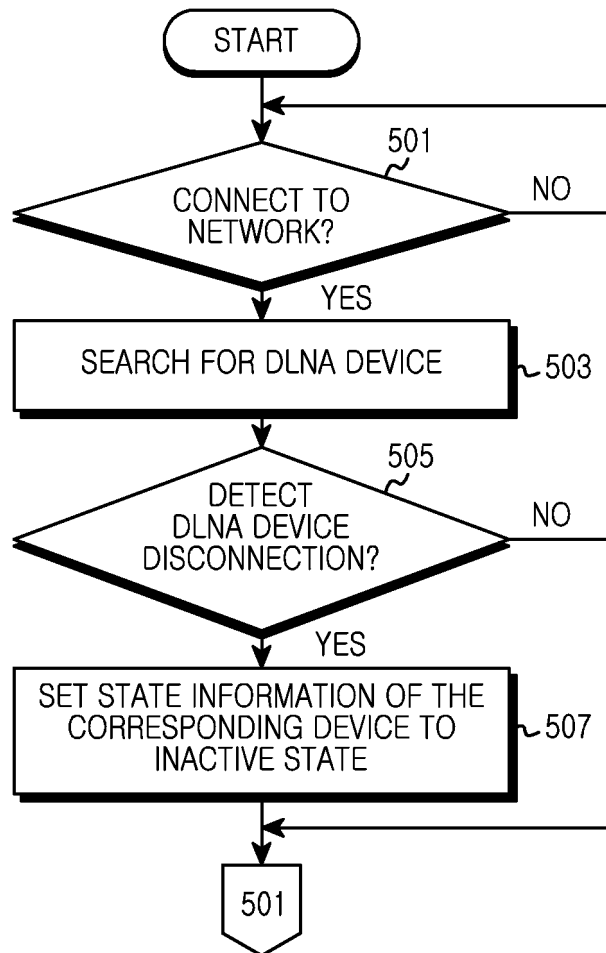 START
501
CONNECT TO
NETWORK?
NO
YES
SEARCH FOR DLNA DEVICE
503
505
DETECT
DLNA DEVICE
DISCONNECTION?
NO
YES
SET STATE INFORMATION OF THE
CORRESPONDING DEVICE TO
INACTIVE STATE
507
501